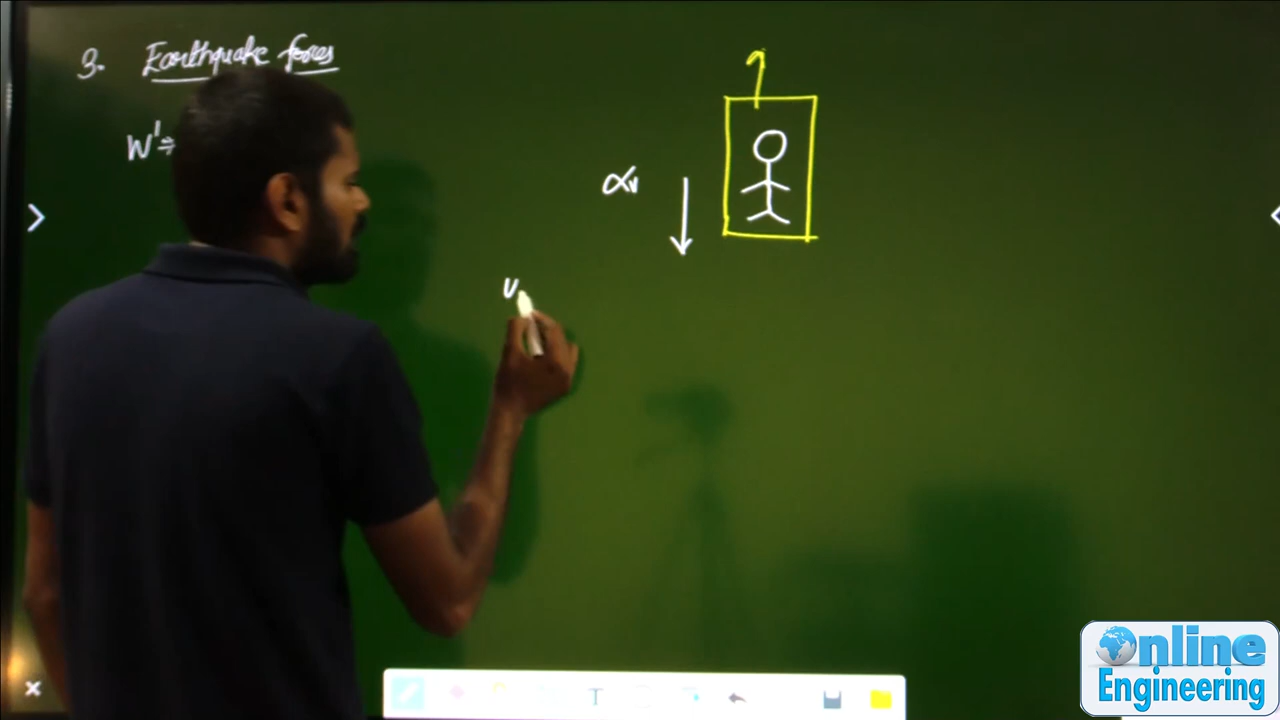 3. Earthquake forces
W' ⇒
αv
Online
Engineering